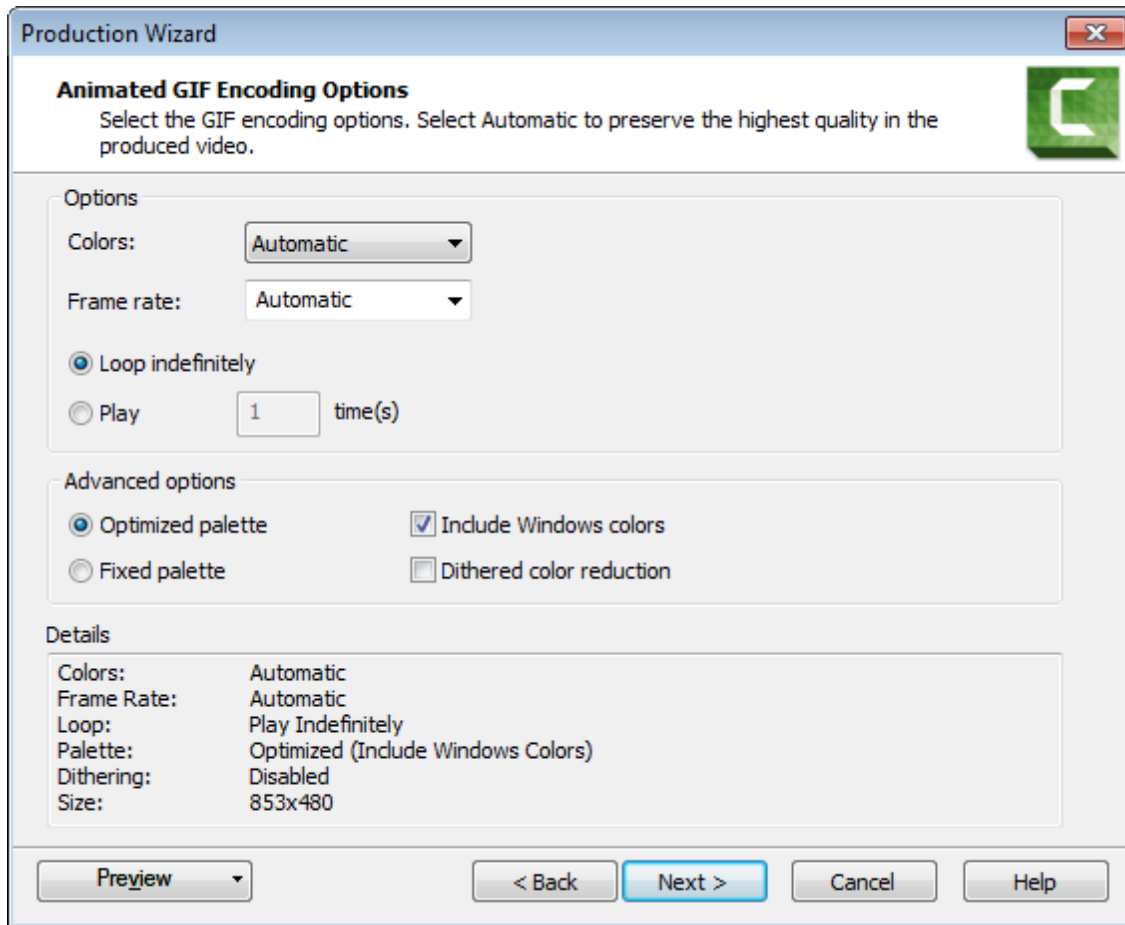 Production Wizard
Animated GIF Encoding Options
Select the GIF encoding options. Select Automatic to preserve the highest quality in the
produced video.
Options
Colors: Automatic
Frame rate: Automatic
Loop indefinitely
Play 1 time(s)
Advanced options
Optimized palette Include Windows colors
Fixed palette Dithered color reduction
Details
Colors: Automatic
Frame Rate: Automatic
Loop: Play Indefinitely
Palette: Optimized (Include Windows Colors)
Dithering: Disabled
Size: 853x480
Preview < Back Next > Cancel Help